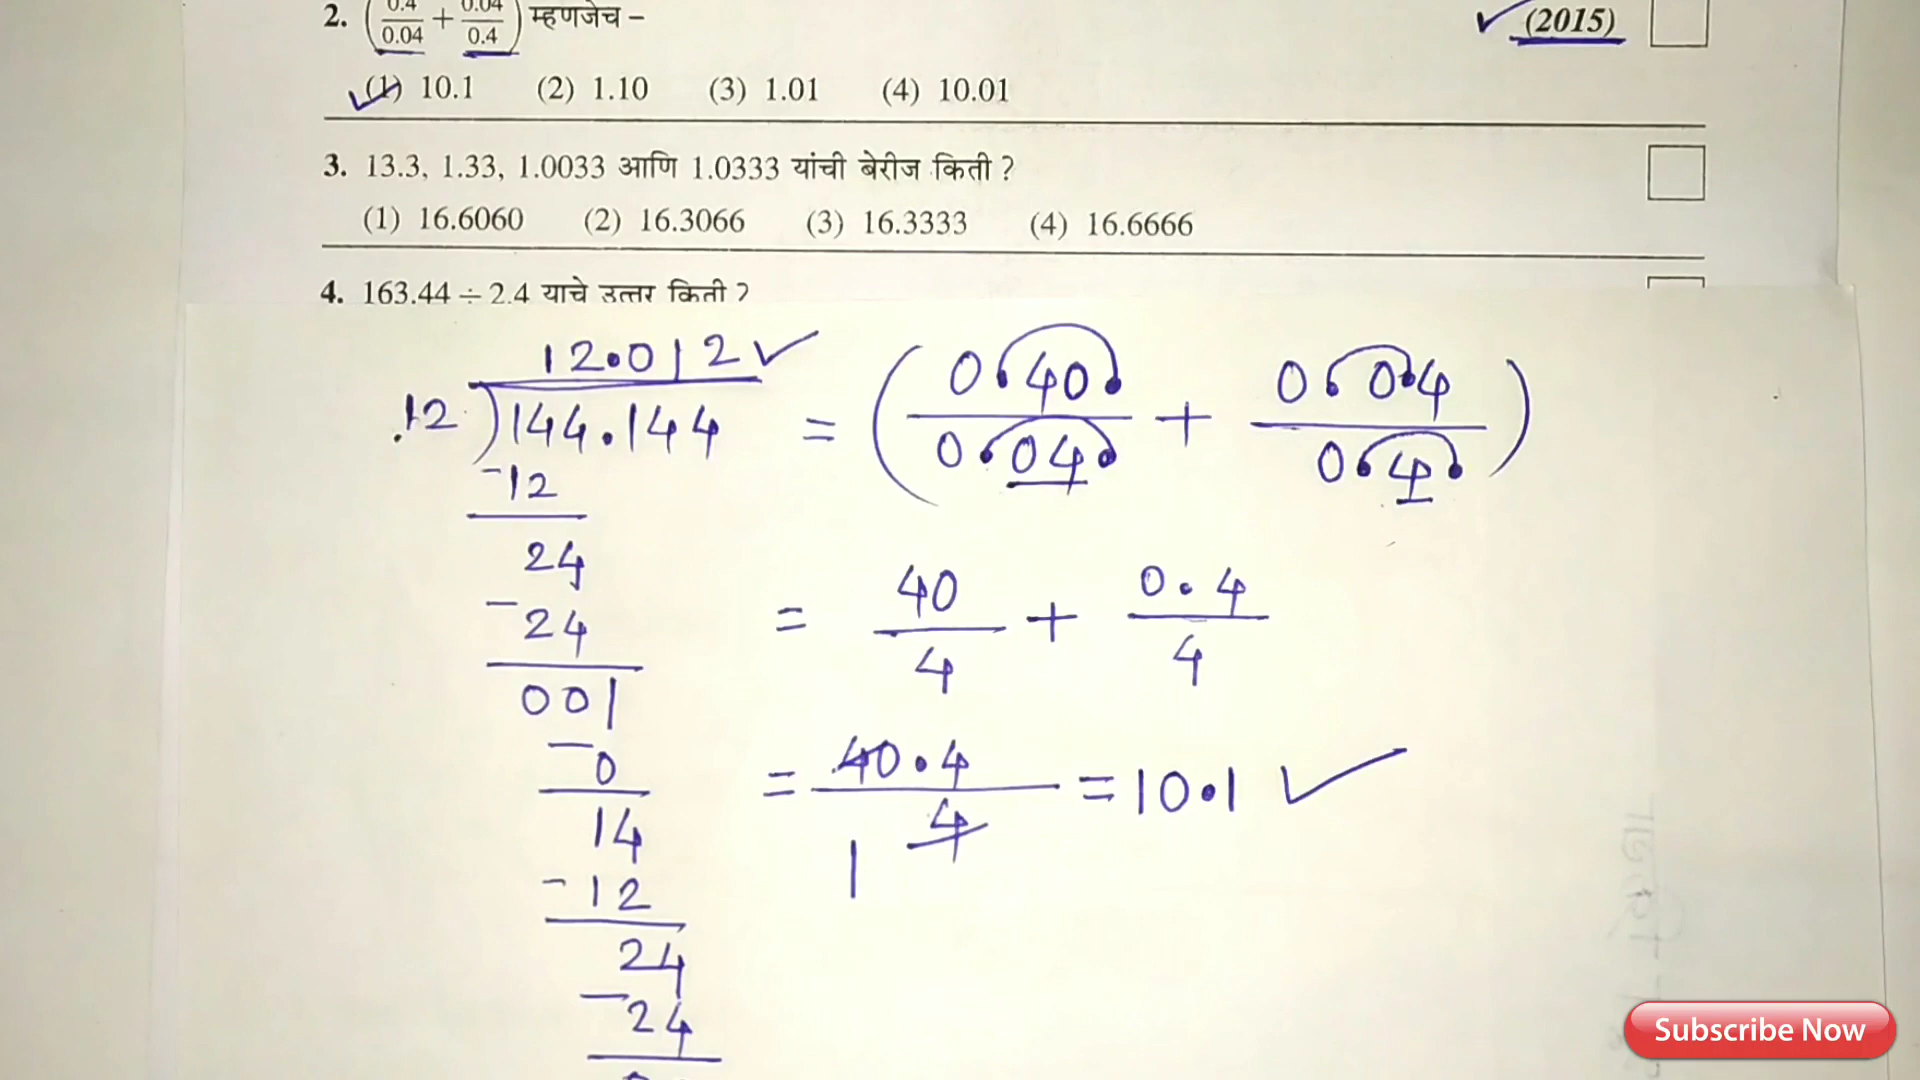 2. (0.4/0.04 + 0.04/0.4) म्हणजेच – (2015)
(1) 10.1 (2) 1.10 (3) 1.01 (4) 10.01
3. 13.3, 1.33, 1.0033 आणि 1.0333 यांची बेरीज किती ?
(1) 16.6060 (2) 16.3066 (3) 16.3333 (4) 16.6666
4. 163.44 ÷ 2.4 याचे उत्तर किती ?
12.012 ✓
.12 ) 144.144
-12
24
-24
001
-0
14
-12
24
-24
= (0.40. / 0.04. + 0.0.4 / 0.4.)
= 40/4 + 0.4/4
= 40.4/4 = 10.1 ✓
1
Subscribe Now